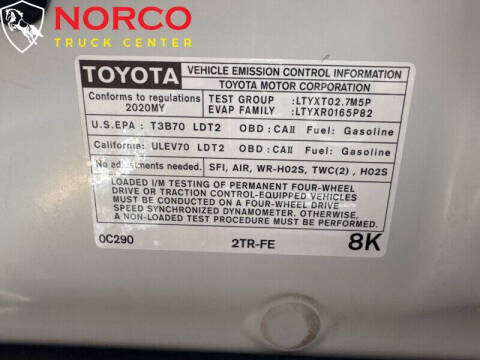 NORCO
TRUCK CENTER
TOYOTA
VEHICLE EMISSION CONTROL INFORMATION
TOYOTA MOTOR CORPORATION
Conforms to regulations
2020MY
TEST GROUP :LTYXT02.7M5P
EVAP FAMILY :LTYXR0165P82
U.S.EPA : T3B70 LDT2 OBD : CAII Fuel: Gasoline
California: ULEV70 LDT2 OBD : CAII Fuel: Gasoline
No adjustments needed. SFI, AIR, WR-HO2S, TWC(2) , HO2S
LOADED I/M TESTING OF PERMANENT FOUR-WHEEL
DRIVE OR TRACTION CONTROL-EQUIPPED VEHICLES
MUST BE CONDUCTED ON A FOUR-WHEEL DRIVE
SPEED SYNCHRONIZED DYNAMOMETER. OTHERWISE,
A NON-LOADED TEST PROCEDURE MUST BE USED.
0C290 2TR-FE 8K